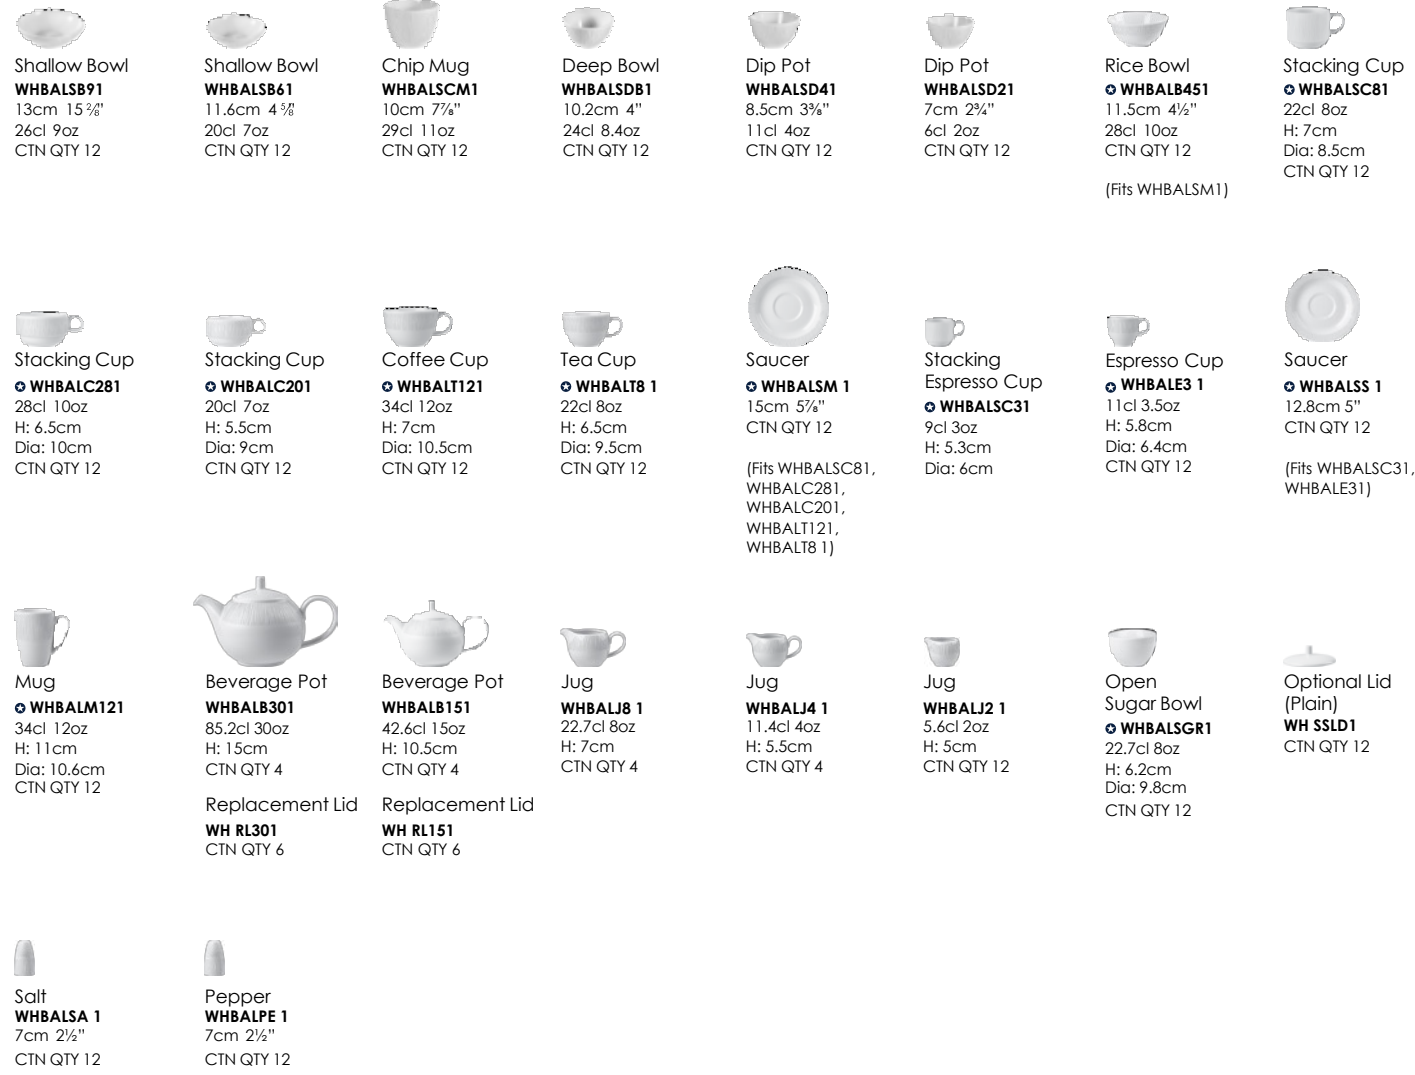 Shallow Bowl
WHBALSB91
13cm 15 2/8”
26cl 9oz
CTN QTY 12
Shallow Bowl
WHBALSB61
11.6cm 4 5/8”
20cl 7oz
CTN QTY 12
Chip Mug
WHBALSCM1
10cm 7⅞”
29cl 11oz
CTN QTY 12
Deep Bowl
WHBALSDB1
10.2cm 4”
24cl 8.4oz
CTN QTY 12
Dip Pot
WHBALSD41
8.5cm 3⅜”
11cl 4oz
CTN QTY 12
Dip Pot
WHBALSD21
7cm 2¾”
6cl 2oz
CTN QTY 12
Rice Bowl
WHBALB451
11.5cm 4½”
28cl 10oz
CTN QTY 12
(Fits WHBALSM1)
Stacking Cup
WHBALSC81
22cl 8oz
H: 7cm
Dia: 8.5cm
CTN QTY 12
Stacking Cup
WHBALC281
28cl 10oz
H: 6.5cm
Dia: 10cm
CTN QTY 12
Stacking Cup
WHBALC201
20cl 7oz
H: 5.5cm
Dia: 9cm
CTN QTY 12
Coffee Cup
WHBALT121
34cl 12oz
H: 7cm
Dia: 10.5cm
CTN QTY 12
Tea Cup
WHBALT8 1
22cl 8oz
H: 6.5cm
Dia: 9.5cm
CTN QTY 12
Saucer
WHBALSM 1
15cm 5⅞”
CTN QTY 12
(Fits WHBALSC81,
WHBALC281,
WHBALC201,
WHBALT121,
WHBALT8 1)
Stacking
Espresso Cup
WHBALSC31
9cl 3oz
H: 5.3cm
Dia: 6cm
Espresso Cup
WHBALE3 1
11cl 3.5oz
H: 5.8cm
Dia: 6.4cm
CTN QTY 12
Saucer
WHBALSS 1
12.8cm 5”
CTN QTY 12
(Fits WHBALSC31,
WHBALE31)
Mug
WHBALM121
34cl 12oz
H: 11cm
Dia: 10.6cm
CTN QTY 12
Beverage Pot
WHBALB301
85.2cl 30oz
H: 15cm
CTN QTY 4
Replacement Lid
WH RL301
CTN QTY 6
Beverage Pot
WHBALB151
42.6cl 15oz
H: 10.5cm
CTN QTY 4
Replacement Lid
WH RL151
CTN QTY 6
Jug
WHBALJ8 1
22.7cl 8oz
H: 7cm
CTN QTY 4
Jug
WHBALJ4 1
11.4cl 4oz
H: 5.5cm
CTN QTY 4
Jug
WHBALJ2 1
5.6cl 2oz
H: 5cm
CTN QTY 12
Open
Sugar Bowl
WHBALSGR1
22.7cl 8oz
H: 6.2cm
Dia: 9.8cm
CTN QTY 12
Optional Lid
(Plain)
WH SSLD1
CTN QTY 12
Salt
WHBALSA 1
7cm 2½”
CTN QTY 12
Pepper
WHBALPE 1
7cm 2½”
CTN QTY 12